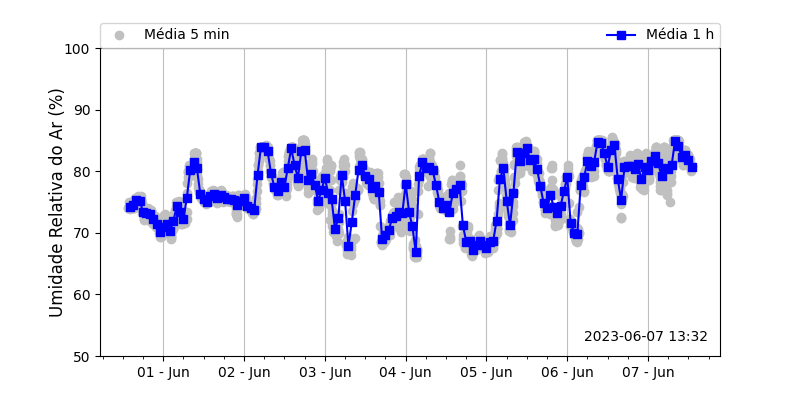 Média 5 min
Média 1 h
Umidade Relativa do Ar (%)
100
90
80
70
60
50
2023-06-07 13:32
01 - Jun
02 - Jun
03 - Jun
04 - Jun
05 - Jun
06 - Jun
07 - Jun